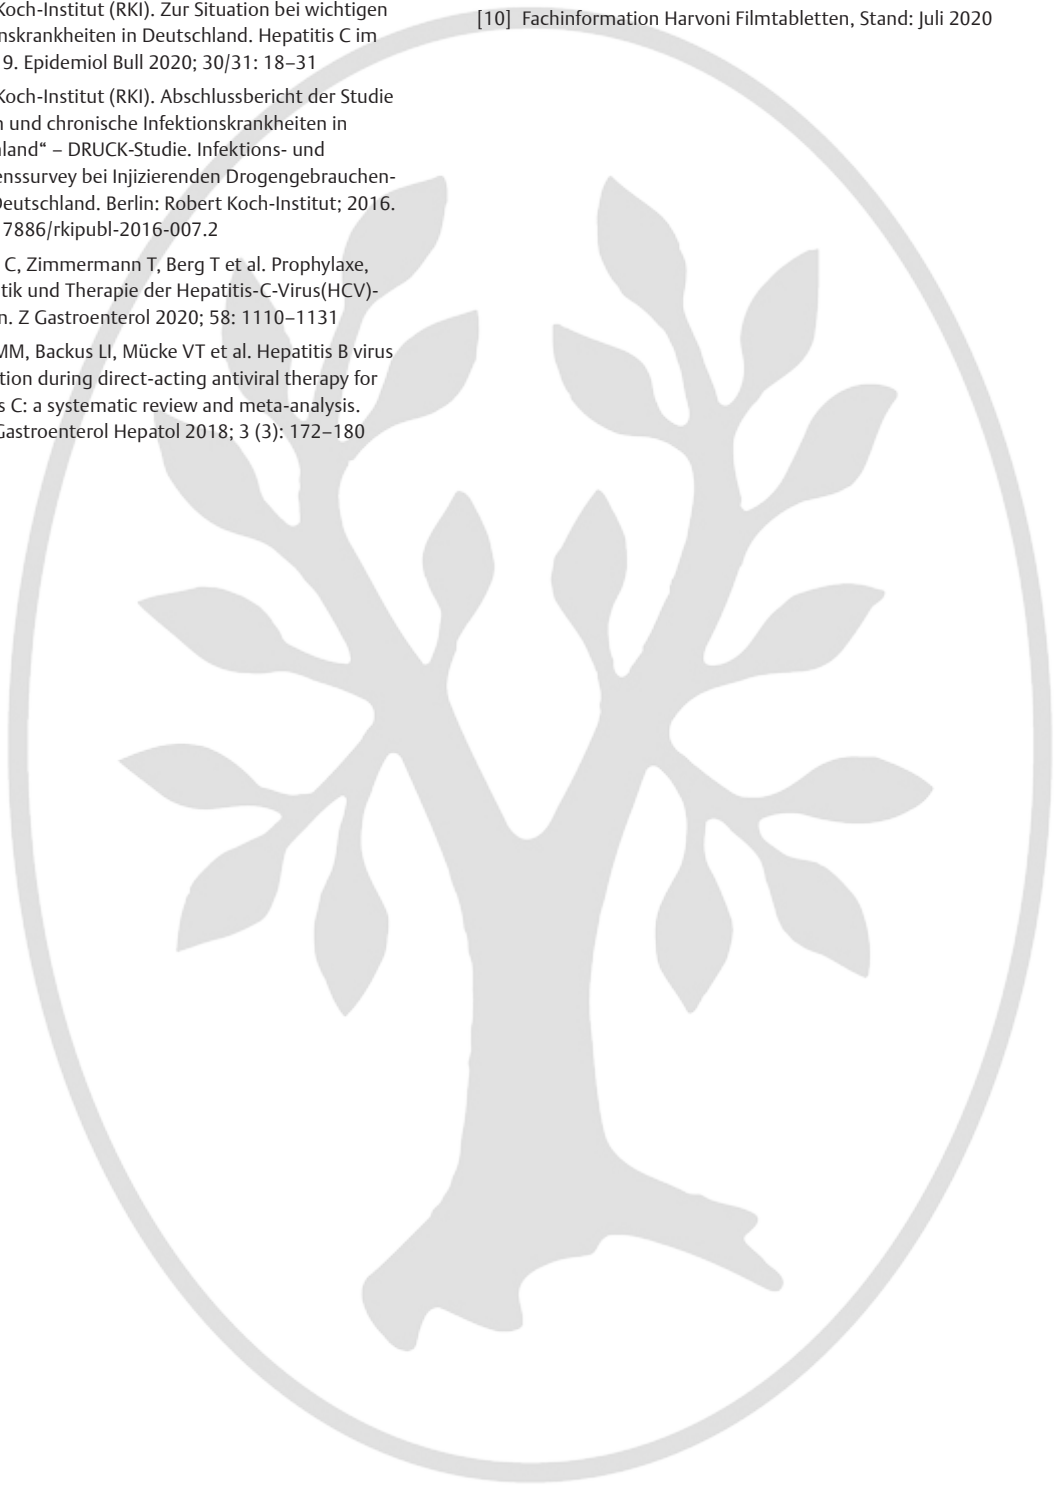 Koch-Institut (RKI). Zur Situation bei wichtigen
nskrankheiten in Deutschland. Hepatitis C im
9. Epidemiol Bull 2020; 30/31: 18–31
Koch-Institut (RKI). Abschlussbericht der Studie
n und chronische Infektionskrankheiten in
land“ – DRUCK-Studie. Infektions- und
enssurvey bei Injizierenden Drogengebrauchen-
Deutschland. Berlin: Robert Koch-Institut; 2016.
7886/rkipubl-2016-007.2
C, Zimmermann T, Berg T et al. Prophylaxe,
tik und Therapie der Hepatitis-C-Virus(HCV)-
n. Z Gastroenterol 2020; 58: 1110–1131
MM, Backus LI, Mücke VT et al. Hepatitis B virus
tion during direct-acting antiviral therapy for
s C: a systematic review and meta-analysis.
Gastroenterol Hepatol 2018; 3 (3): 172–180
[10] Fachinformation Harvoni Filmtabletten, Stand: Juli 2020